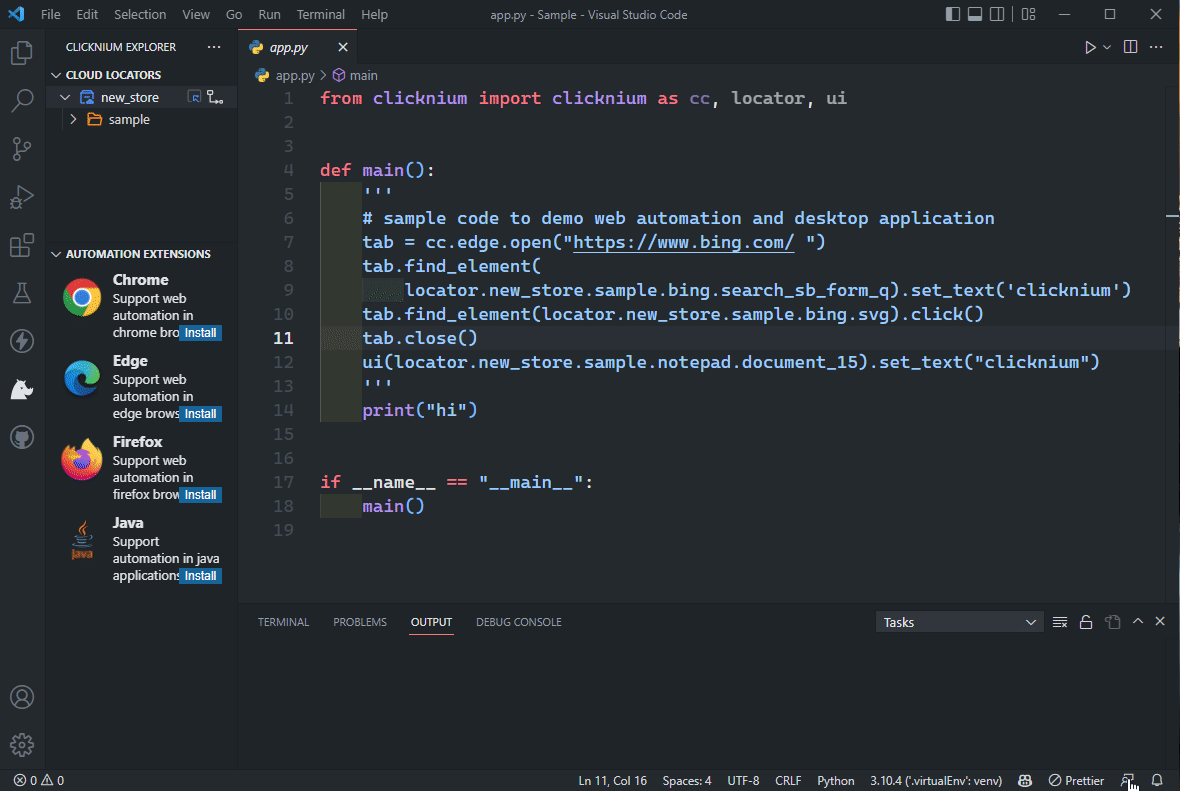 File Edit Selection View Go Run Terminal Help
app.py - Sample - Visual Studio Code
CLICKNIUM EXPLORER ···
CLOUD LOCATORS
new_store
sample
AUTOMATION EXTENSIONS
Chrome
Support web
automation in
chrome bro Install
Edge
Support web
automation in
edge brows Install
Firefox
Support web
automation in
firefox brow Install
Java
Support
automation in java
applications Install
app.py
app.py > main
1 from clicknium import clicknium as cc, locator, ui
2
3
4 def main():
5     '''
6     # sample code to demo web automation and desktop application
7     tab = cc.edge.open("https://www.bing.com/ ")
8     tab.find_element(
9         locator.new_store.sample.bing.search_sb_form_q).set_text('clicknium')
10     tab.find_element(locator.new_store.sample.bing.svg).click()
11     tab.close()
12     ui(locator.new_store.sample.notepad.document_15).set_text("clicknium")
13     '''
14     print("hi")
15
16
17 if __name__ == "__main__":
18     main()
19
TERMINAL PROBLEMS OUTPUT DEBUG CONSOLE
Tasks
0 0
Ln 11, Col 16 Spaces: 4 UTF-8 CRLF Python 3.10.4 ('.virtualEnv': venv) Prettier